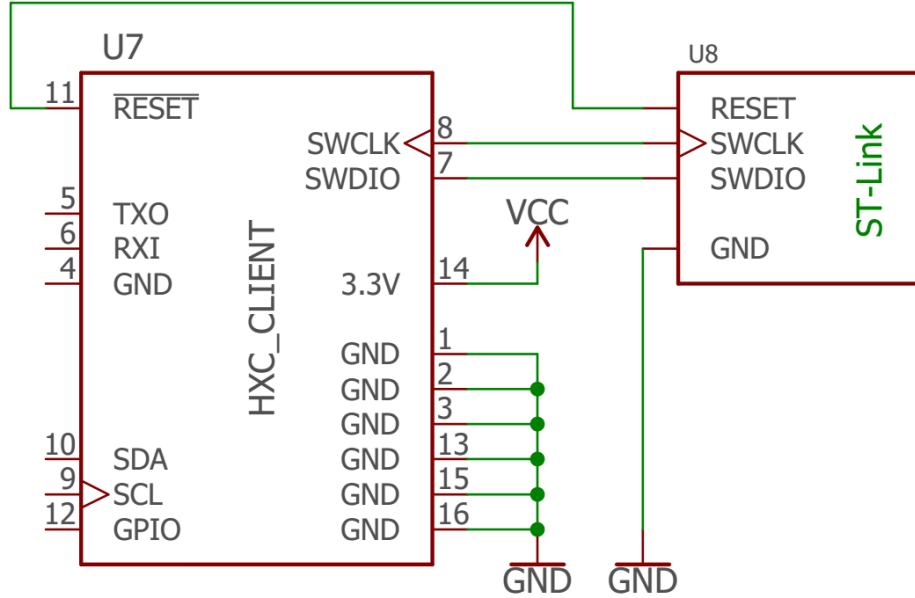 U7
U8
11 RESET
RESET
SWCLK 8
SWCLK
SWDIO 7
SWDIO
ST-Link
5 TXO
VCC
6 RXI
GND
4 GND
3.3V 14
HXC_CLIENT
GND 1
GND 2
GND 3
10 SDA
GND 13
9 SCL
GND 15
12 GPIO
GND 16
GND
GND